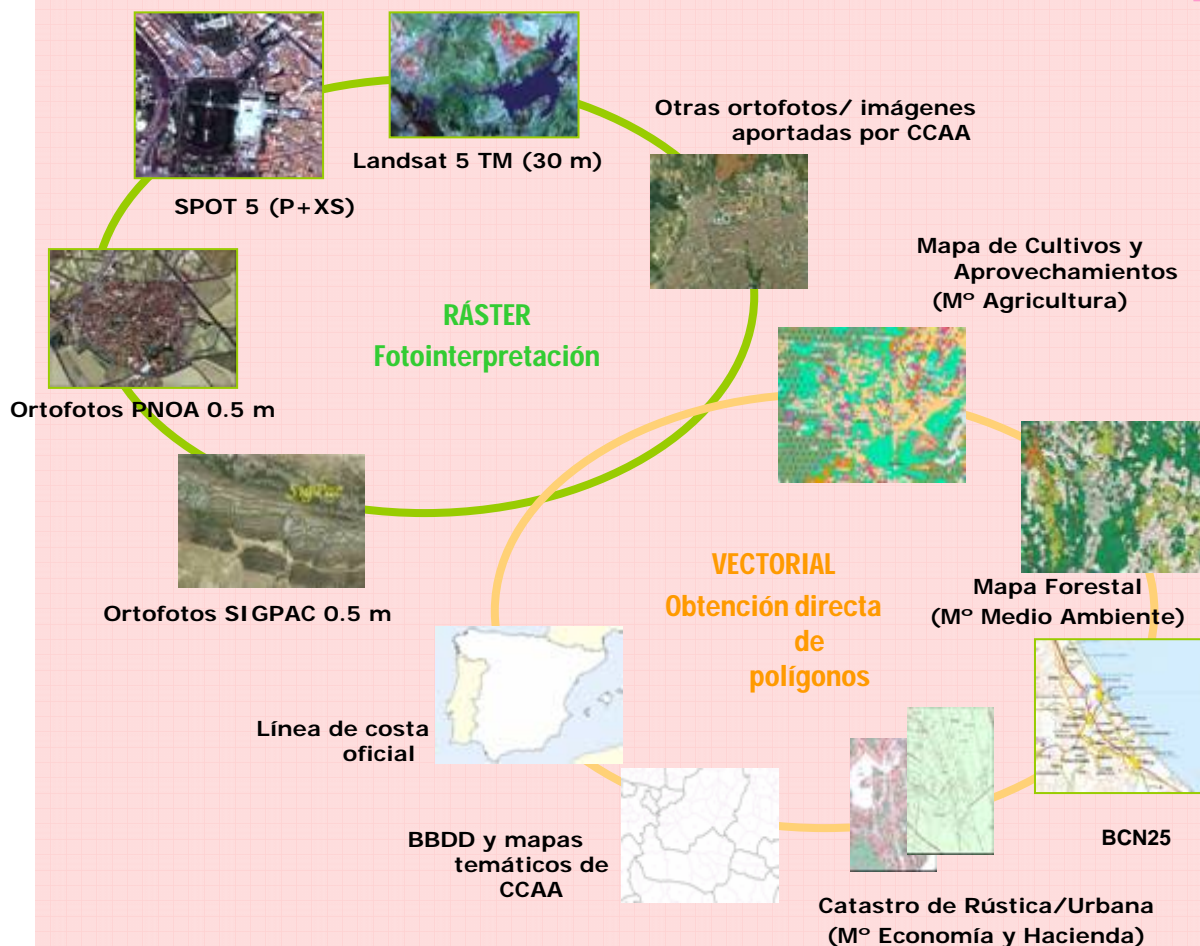 Otras ortofotos/ imágenes
aportadas por CCAA
Landsat 5 TM (30 m)
SPOT 5 (P+XS)
Mapa de Cultivos y
Aprovechamientos
(Mº Agricultura)
RÁSTER
Fotointerpretación
Ortofotos PNOA 0.5 m
Ortofotos SIGPAC 0.5 m
VECTORIAL
Obtención directa
de
polígonos
Mapa Forestal
(Mº Medio Ambiente)
Línea de costa
oficial
BBDD y mapas
temáticos de
CCAA
BCN25
Catastro de Rústica/Urbana
(Mº Economía y Hacienda)